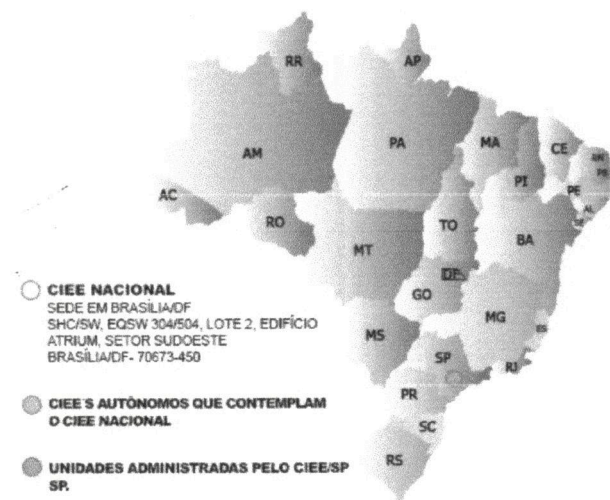 RR
AP
AM
PA
MA
CE
RN
PB
PI
PE
AC
AL
SE
RO
TO
BA
MT
DF
GO
MG
ES
MS
SP
RJ
PR
SC
RS
CIEE NACIONAL
SEDE EM BRASÍLIA/DF
SHC/SW, EQSW 304/504, LOTE 2, EDIFÍCIO
ATRIUM, SETOR SUDOESTE
BRASÍLIA/DF- 70673-450
CIEE'S AUTÔNOMOS QUE CONTEMPLAM
O CIEE NACIONAL
UNIDADES ADMINISTRADAS PELO CIEE/SP
SP.